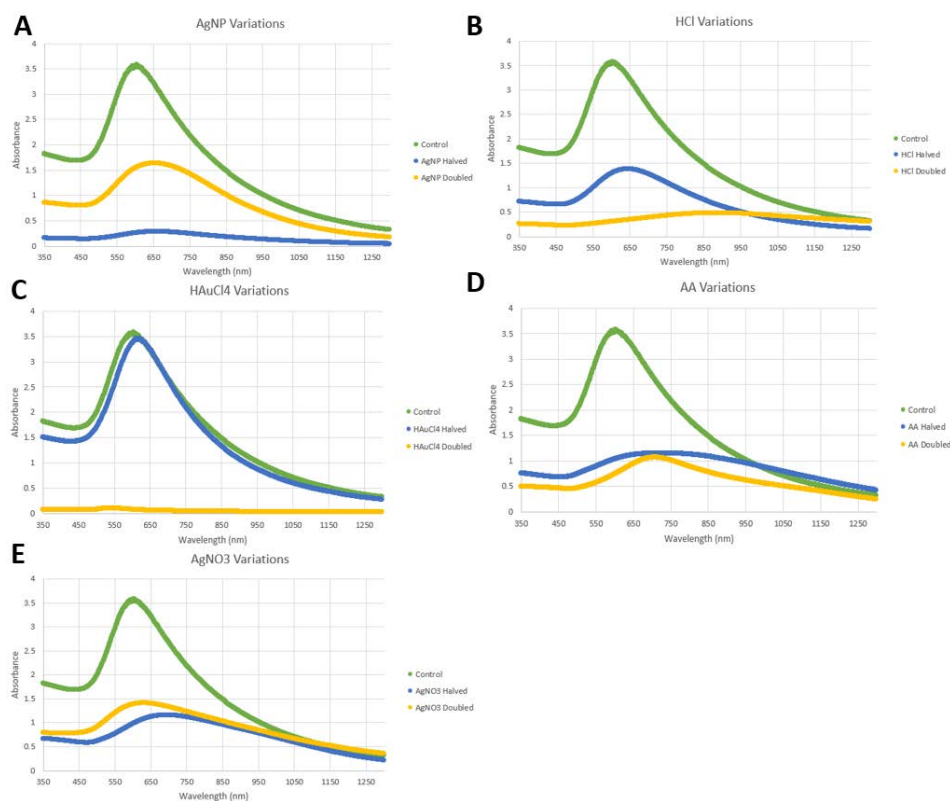 A
AgNP Variations
4
3.5
3
2.5
2
1.5
1
0.5
0
Absorbance
350 450 550 650 750 850 950 1050 1150 1250
Wavelength (nm)
Control
AgNP Halved
AgNP Doubled
B
HCl Variations
4
3.5
3
2.5
2
1.5
1
0.5
0
Absorbance
350 450 550 650 750 850 950 1050 1150 1250
Wavelength (nm)
Control
HCl Halved
HCl Doubled
C
HAuCl4 Variations
4
3.5
3
2.5
2
1.5
1
0.5
0
Absorbance
350 450 550 650 750 850 950 1050 1150 1250
Wavelength (nm)
Control
HAuCl4 Halved
HAuCl4 Doubled
D
AA Variations
4
3.5
3
2.5
2
1.5
1
0.5
0
Absorbance
350 450 550 650 750 850 950 1050 1150 1250
Wavelength (nm)
Control
AA Halved
AA Doubled
E
AgNO3 Variations
4
3.5
3
2.5
2
1.5
1
0.5
0
Absorbance
350 450 550 650 750 850 950 1050 1150 1250
Wavelength (nm)
Control
AgNO3 Halved
AgNO3 Doubled